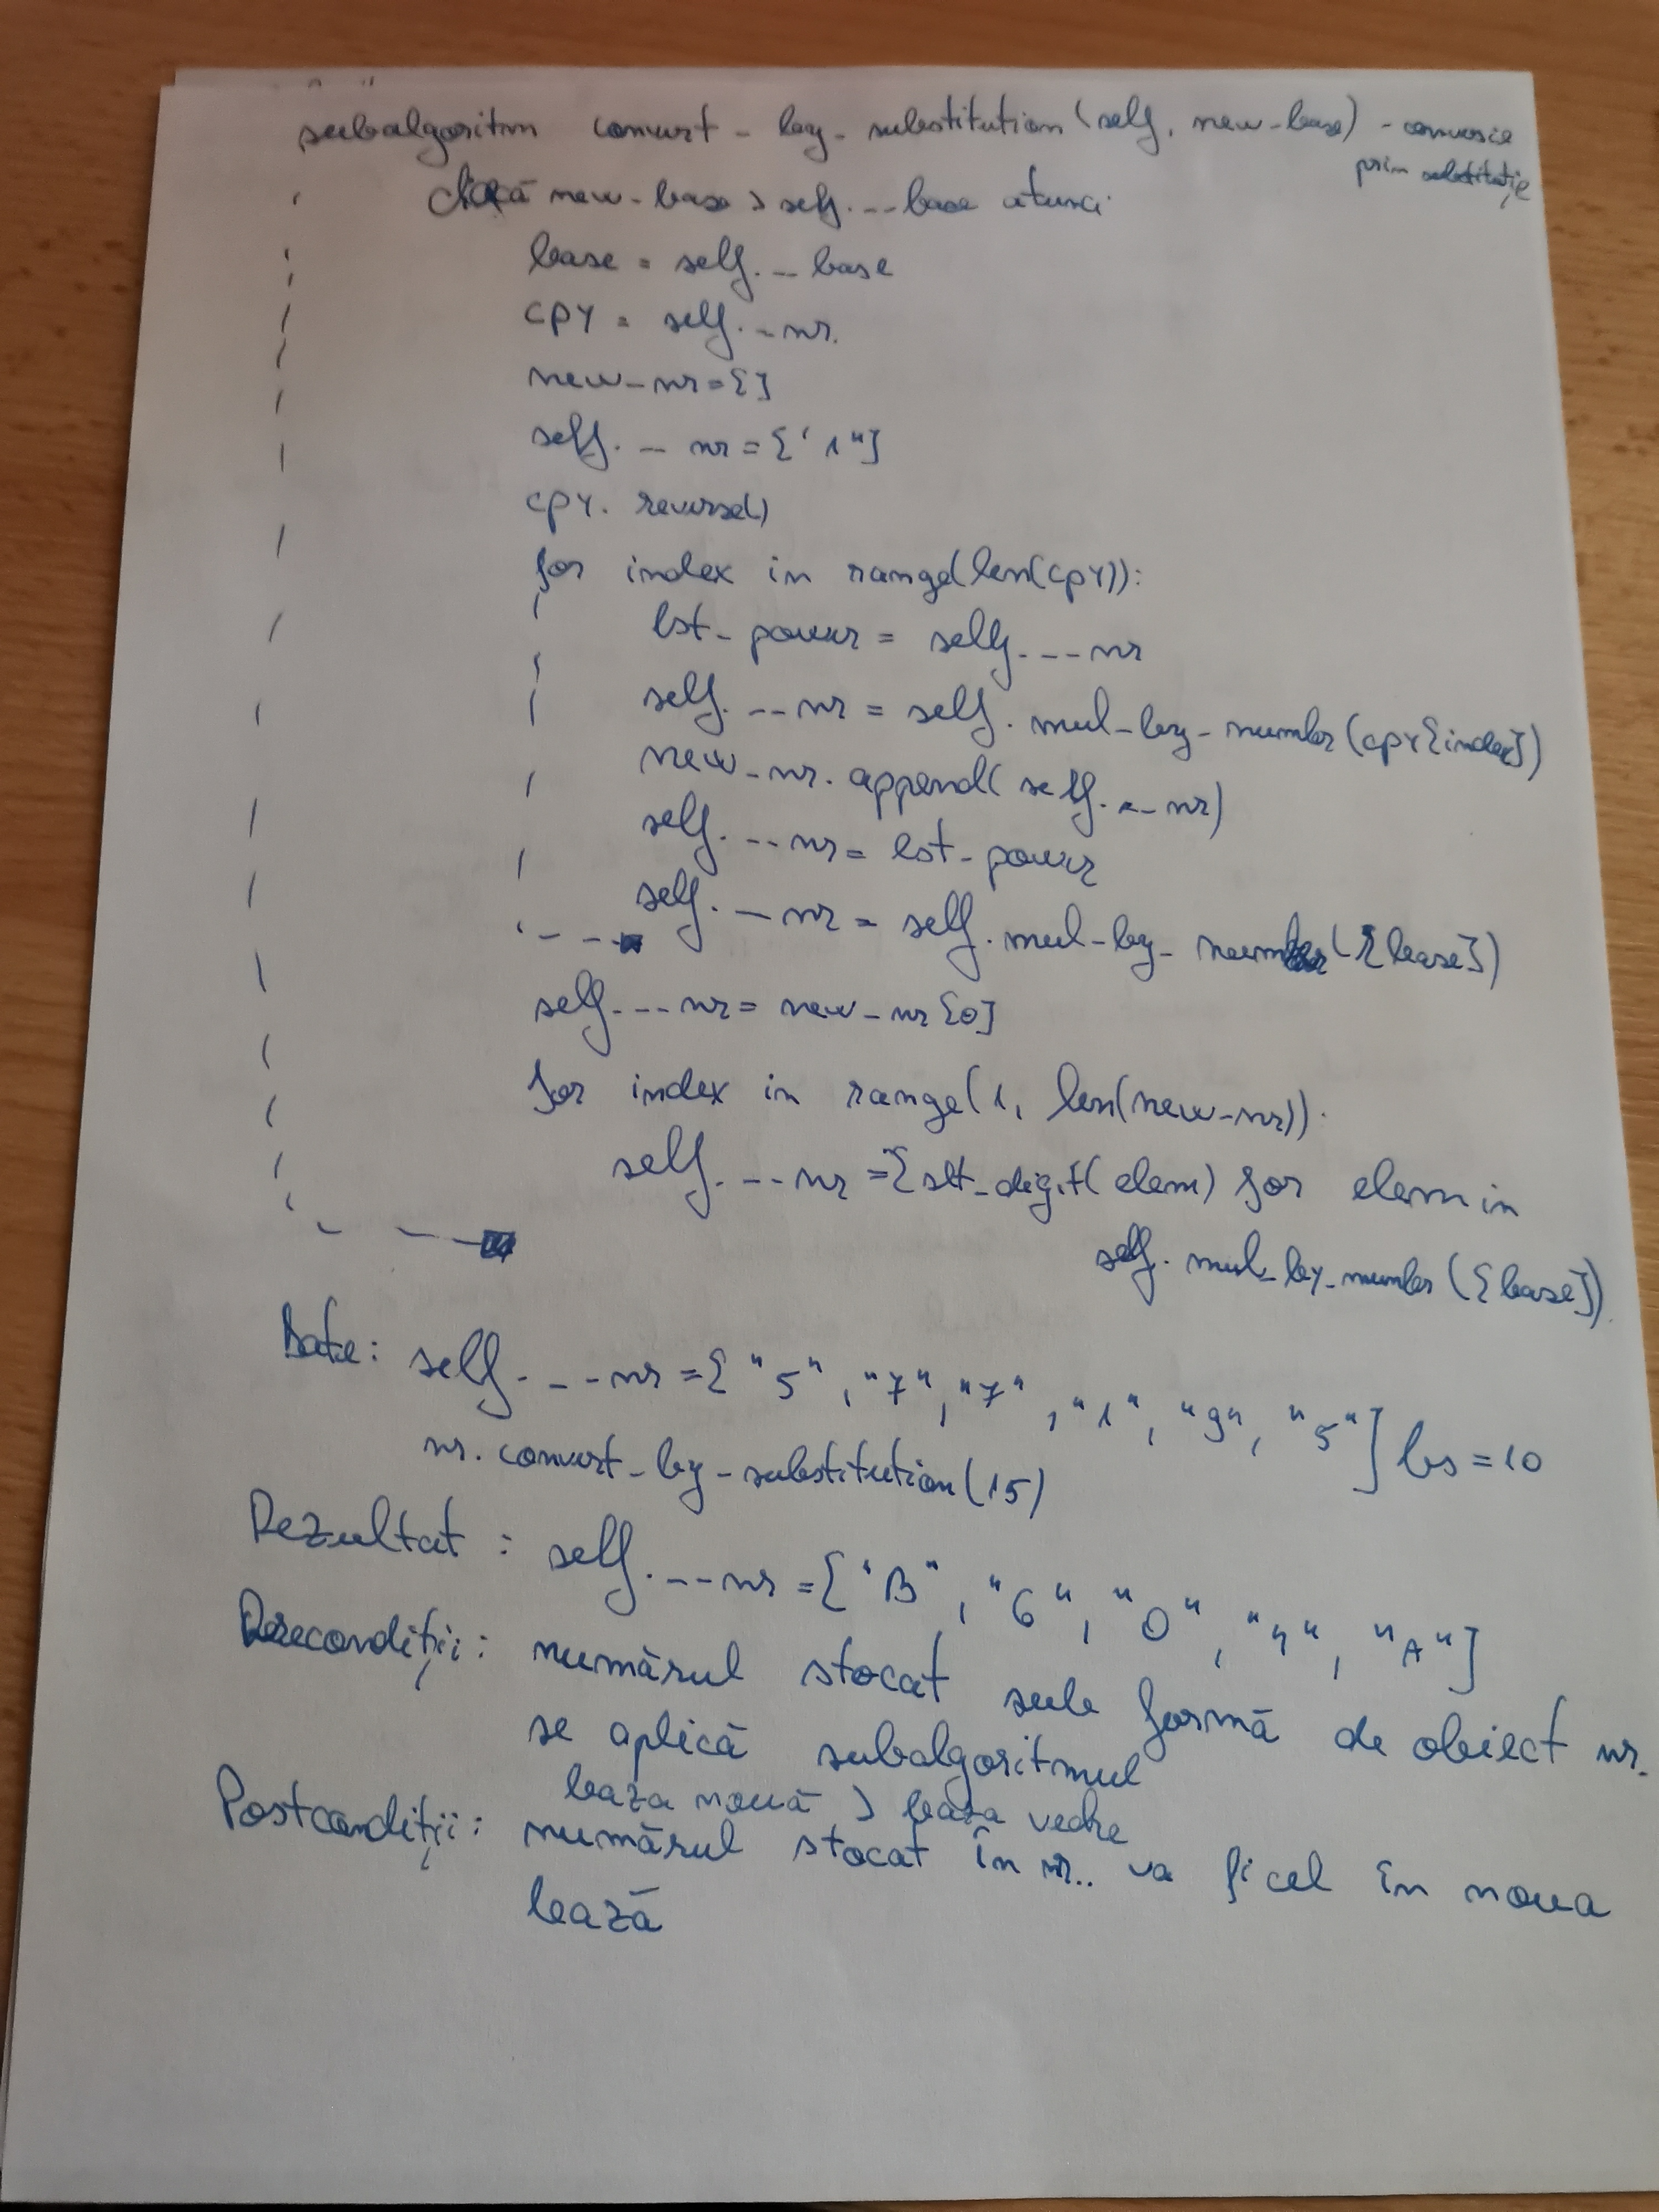 subalgoritm convert_by_substitution(self, new_base) - conversie
prin substituție
dacă new_base > self.__base atunci
base = self.__base
cpy = self.__nr
new_nr = []
self.__nr = ["1"]
cpy.reverse()
for index in range(len(cpy)):
lst_power = self.__nr
self.__nr = self.mul_by_number(cpy[index])
new_nr.append(self.__nr)
self.__nr = lst_power
self.__nr = self.mul_by_number([base])
self.__nr = new_nr[0]
for index in range(1, len(new_nr)):
self.__nr = [slt_digit(elem) for elem in
self.mul_by_number([base])
Date: self.__nr = ["5", "7", "7", "1", "9", "5"] bs = 10
nr.convert_by_substitution(15)
Rezultat: self.__nr = ["B", "6", "0", "4", "A"]
Precondiții: numărul stocat sub formă de obiect nr.
se aplică subalgoritmul
baza nouă > baza veche
Postcondiții: numărul stocat în nr.. va fi cel în noua
bază